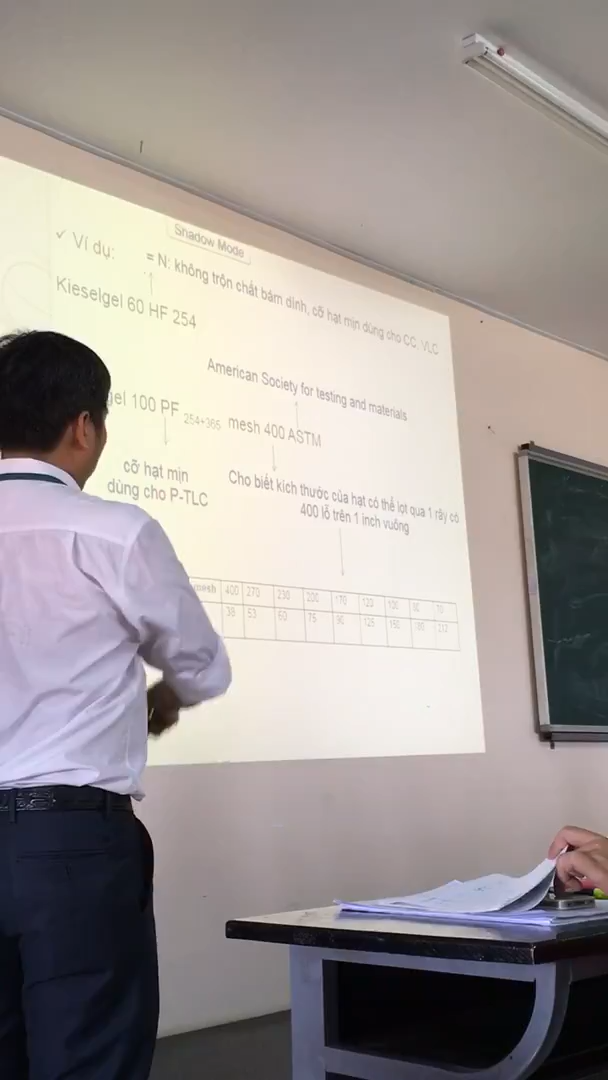 Shadow Mode
✓ Ví dụ: = N: không trộn chất bám dính, cỡ hạt mịn dùng cho CC, VLC
Kieselgel 60 HF 254
American Society for testing and materials
gel 100 PF 254+365 mesh 400 ASTM
cỡ hạt mịn
dùng cho P-TLC
Cho biết kích thước của hạt có thể lọt qua 1 rây có
400 lỗ trên 1 inch vuông
mesh 400 270 230 200 170 120 100 80 70
38 53 60 75 90 125 150 180 212